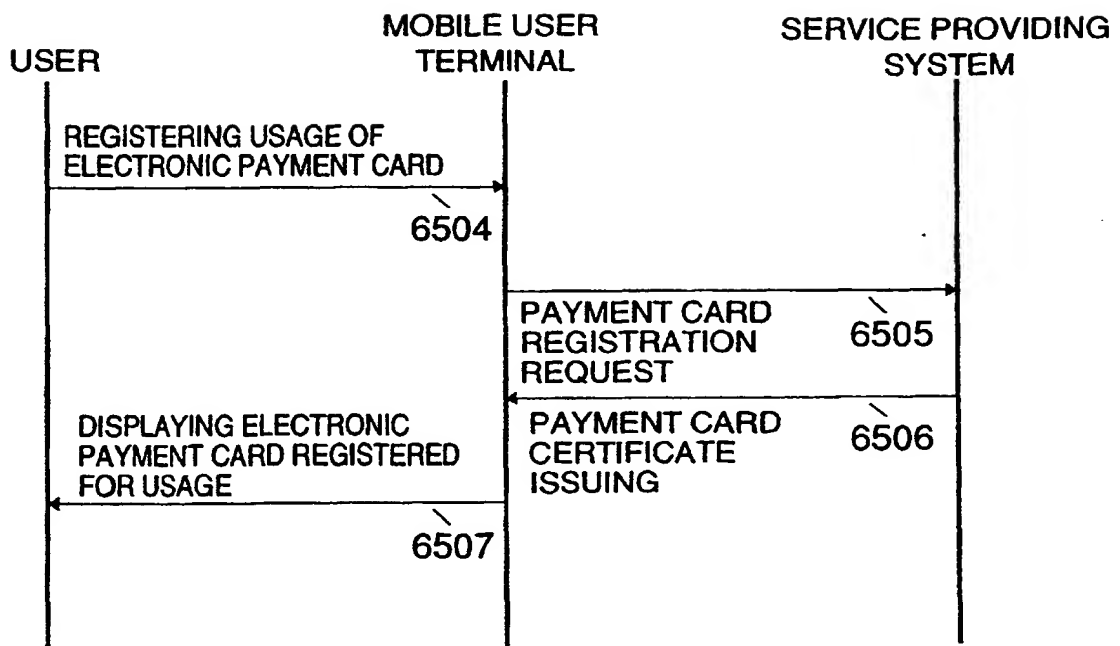 USER
MOBILE USER
TERMINAL
SERVICE PROVIDING
SYSTEM
REGISTERING USAGE OF
ELECTRONIC PAYMENT CARD
6504
PAYMENT CARD
REGISTRATION
REQUEST
6505
PAYMENT CARD
CERTIFICATE
ISSUING
6506
DISPLAYING ELECTRONIC
PAYMENT CARD REGISTERED
FOR USAGE
6507